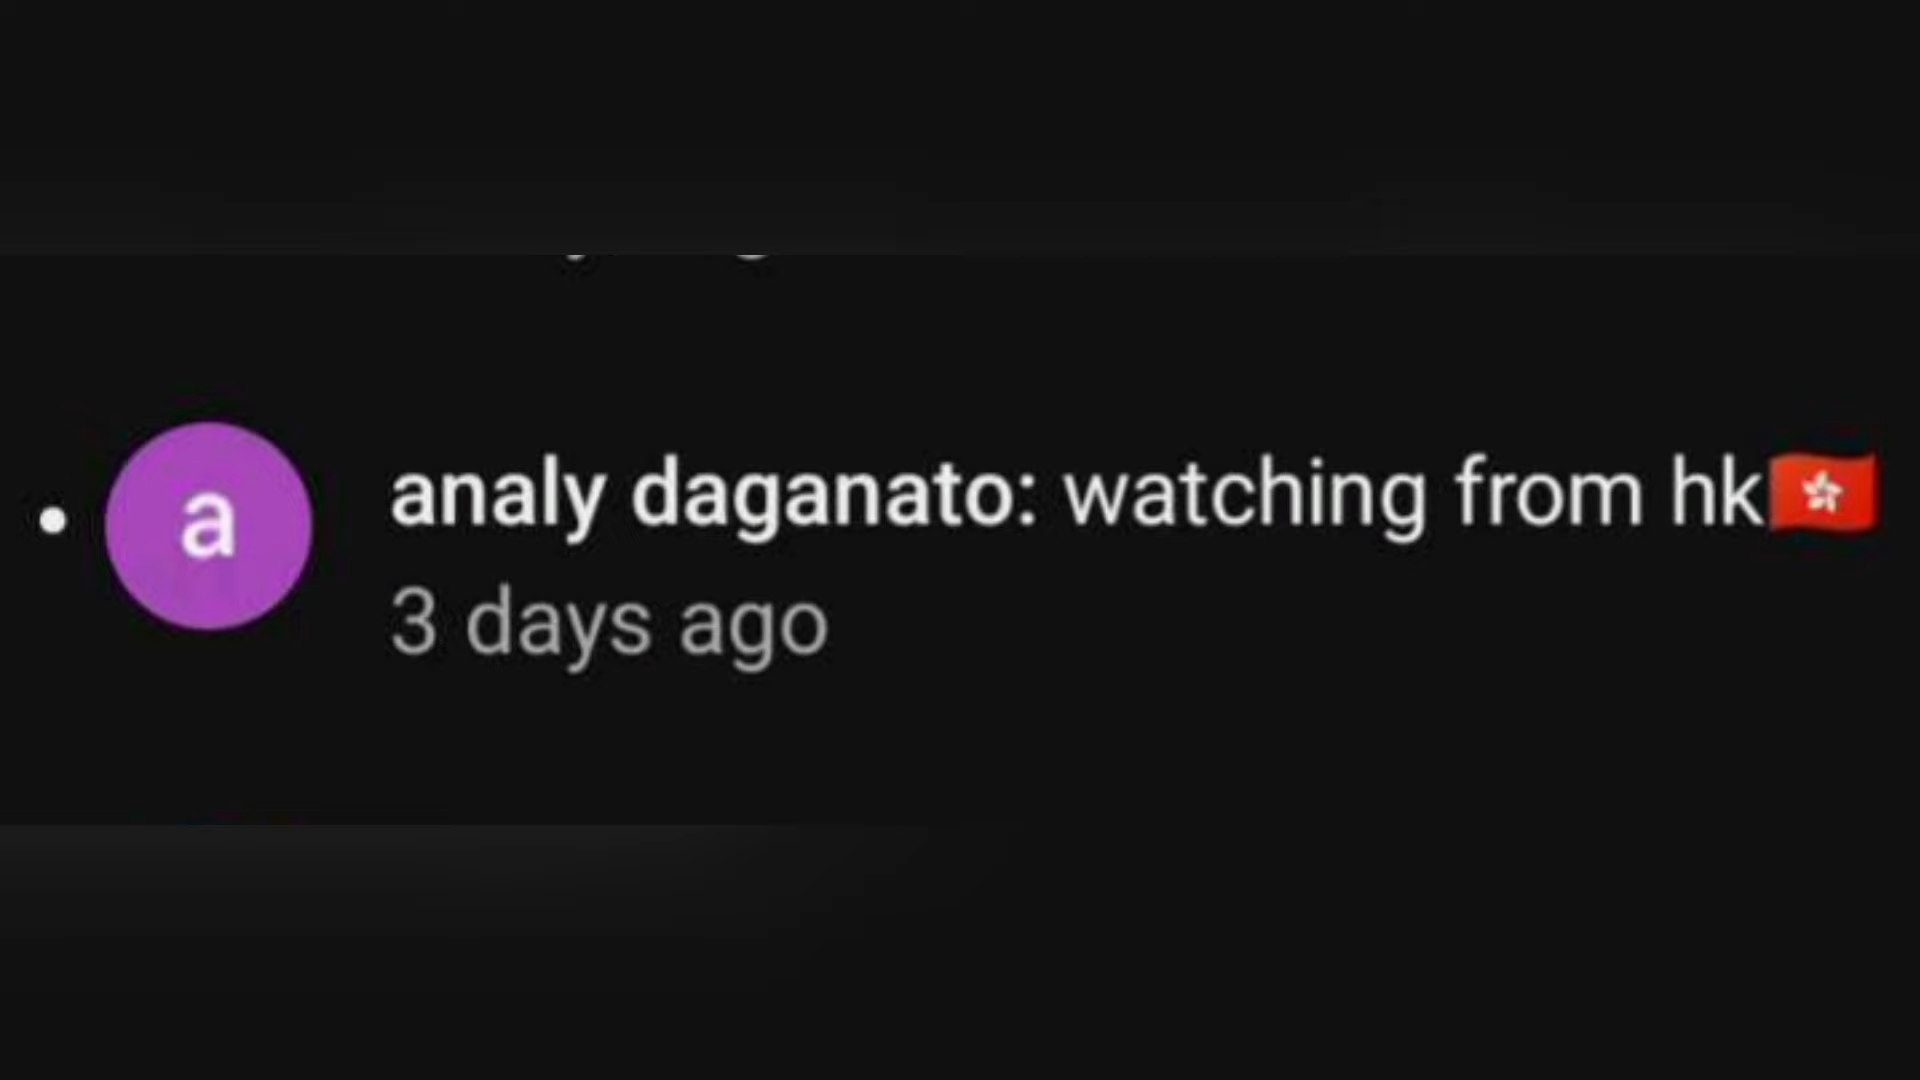 a
analy daganato: watching from hk🇭🇰
3 days ago